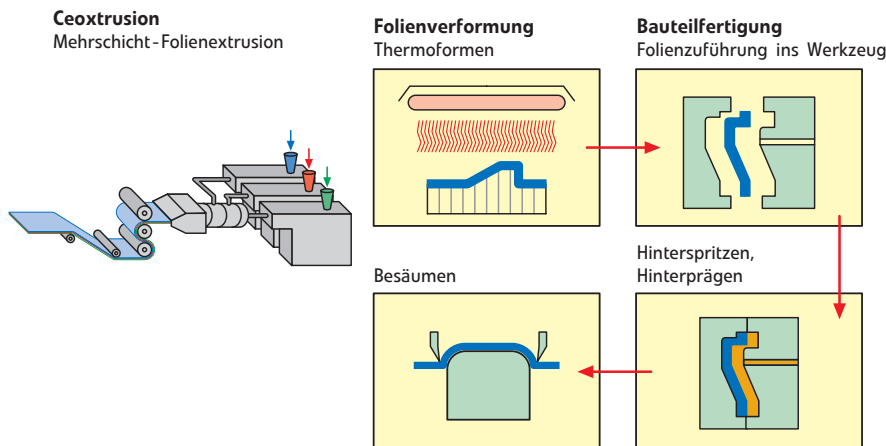 Ceoxtrusion
Mehrschicht-Folienextrusion
Folienverformung
Thermoformen
Bauteilfertigung
Folienzuführung ins Werkzeug
Hinterspritzen,
Hinterprägen
Besäumen